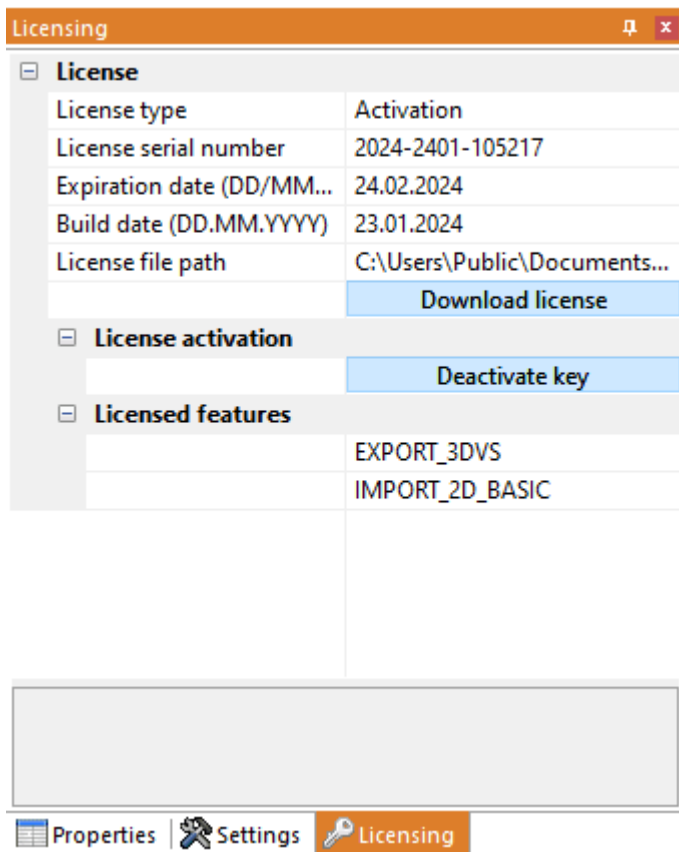 Licensing
License
License type Activation
License serial number 2024-2401-105217
Expiration date (DD/MM... 24.02.2024
Build date (DD.MM.YYYY) 23.01.2024
License file path C:\Users\Public\Documents...
Download license
License activation
Deactivate key
Licensed features
EXPORT_3DVS
IMPORT_2D_BASIC
Properties Settings Licensing